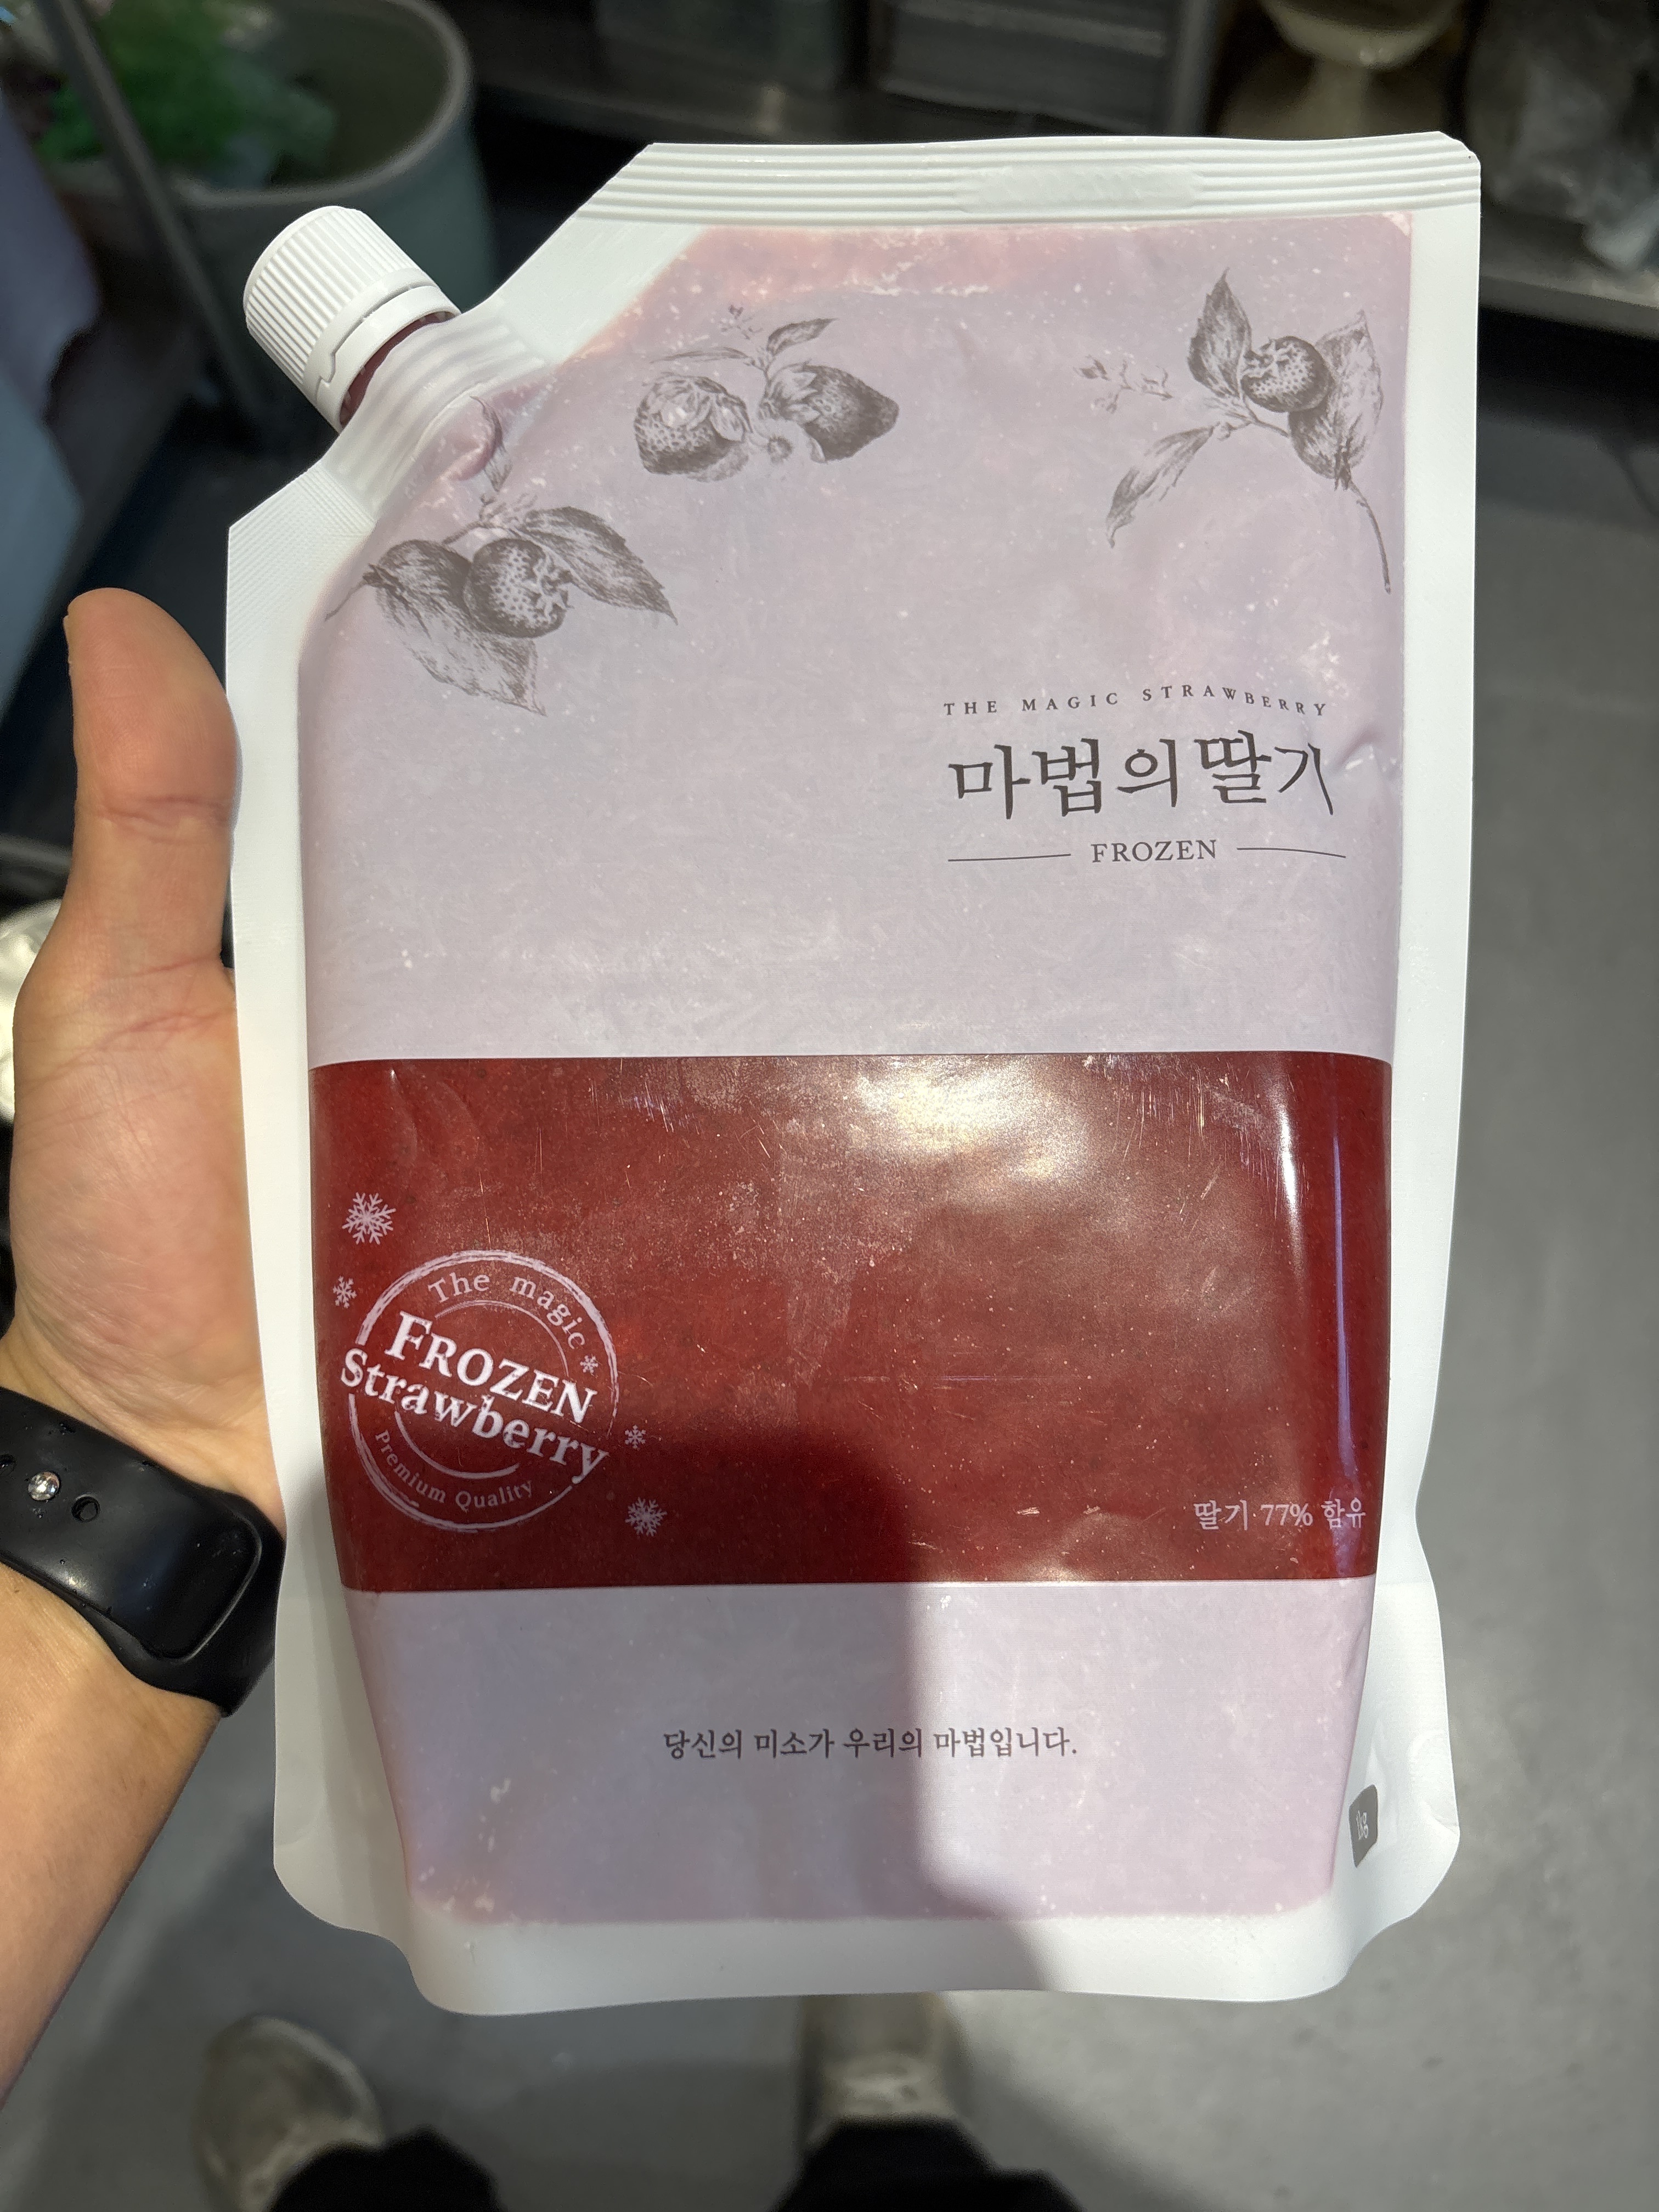 THE MAGIC STRAWBERRY
마법의딸기
FROZEN
The magic
FROZEN
Strawberry
Premium Quality
딸기 77% 함유
당신의 미소가 우리의 마법입니다.
1kg